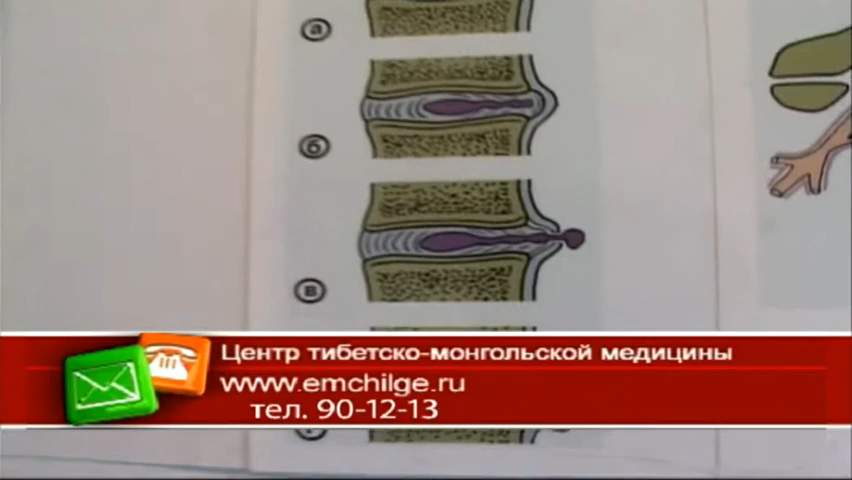 а
б
в
Центр тибетско-монгольской медицины
www.emchilge.ru
тел. 90-12-13